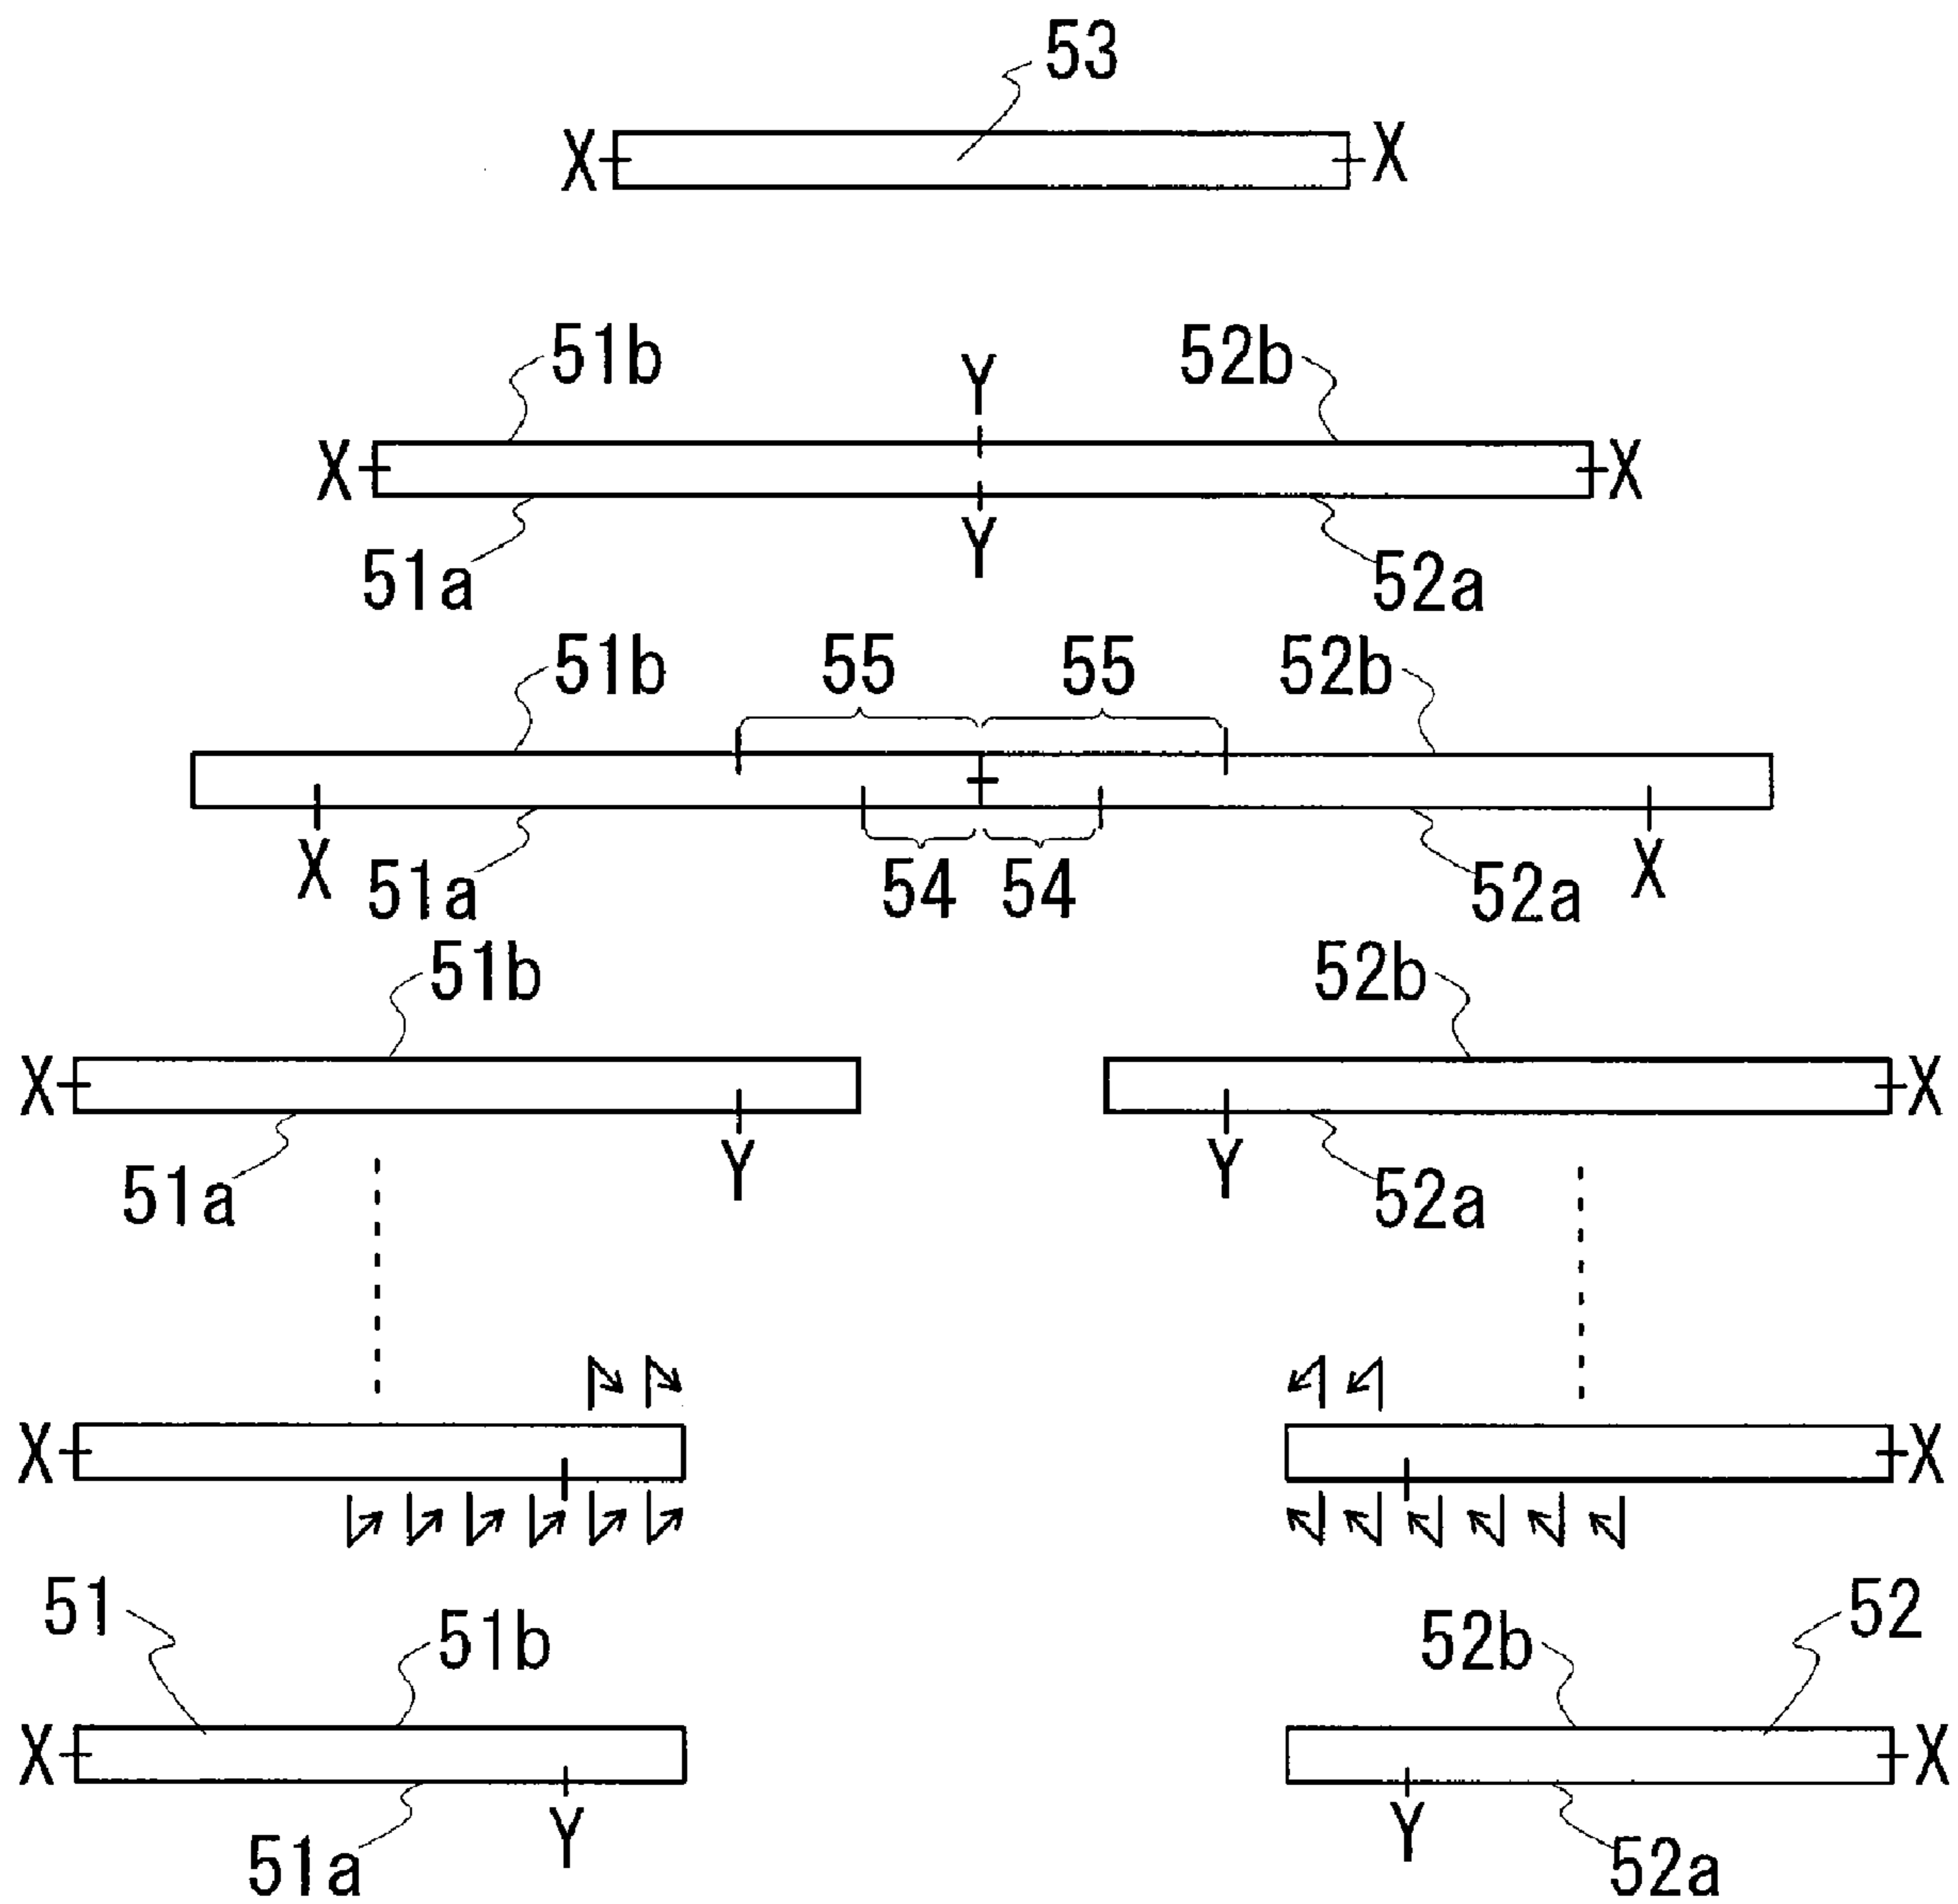 53
X X
51b Y 52b
X X
51a Y 52a
51b 55 55 52b
X 51a 54 54 52a X
51b 52b
X X
51a Y Y 52a
X X
51 51b 52b 52
X X
51a Y Y 52a